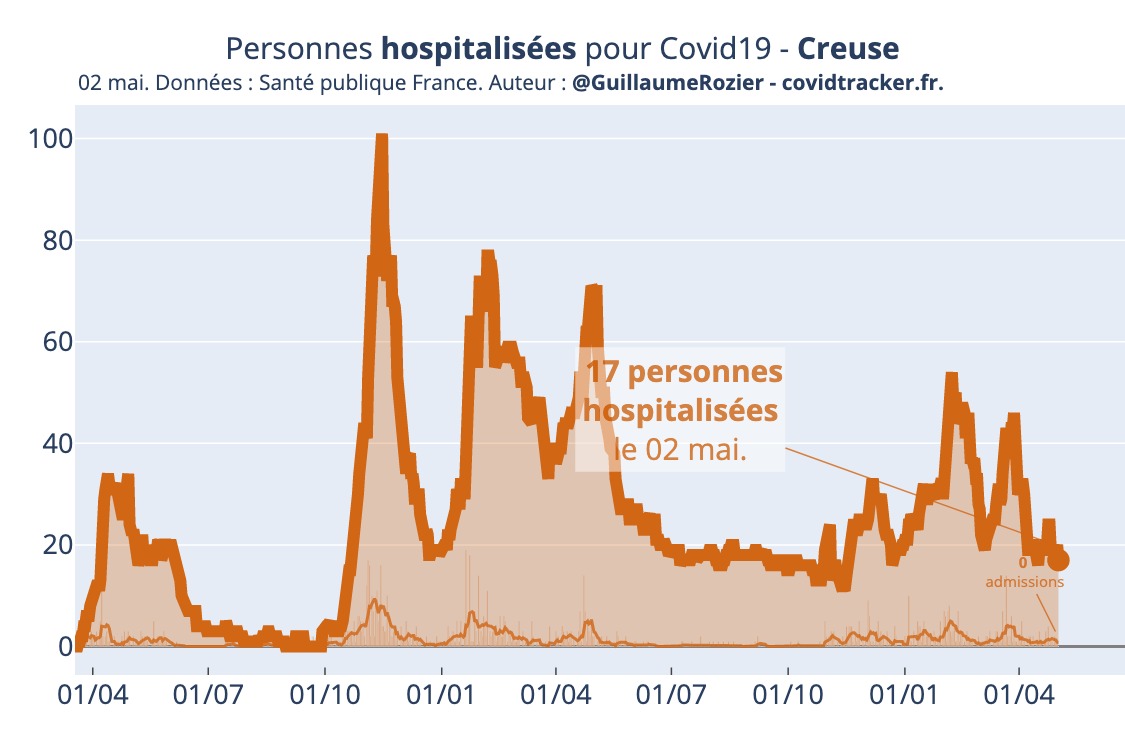 Personnes hospitalisées pour Covid19 - Creuse
02 mai. Données : Santé publique France. Auteur : @GuillaumeRozier - covidtracker.fr.
100
80
60
40
20
0
17 personnes
hospitalisées
le 02 mai.
0
admissions
01/04 01/07 01/10 01/01 01/04 01/07 01/10 01/01 01/04